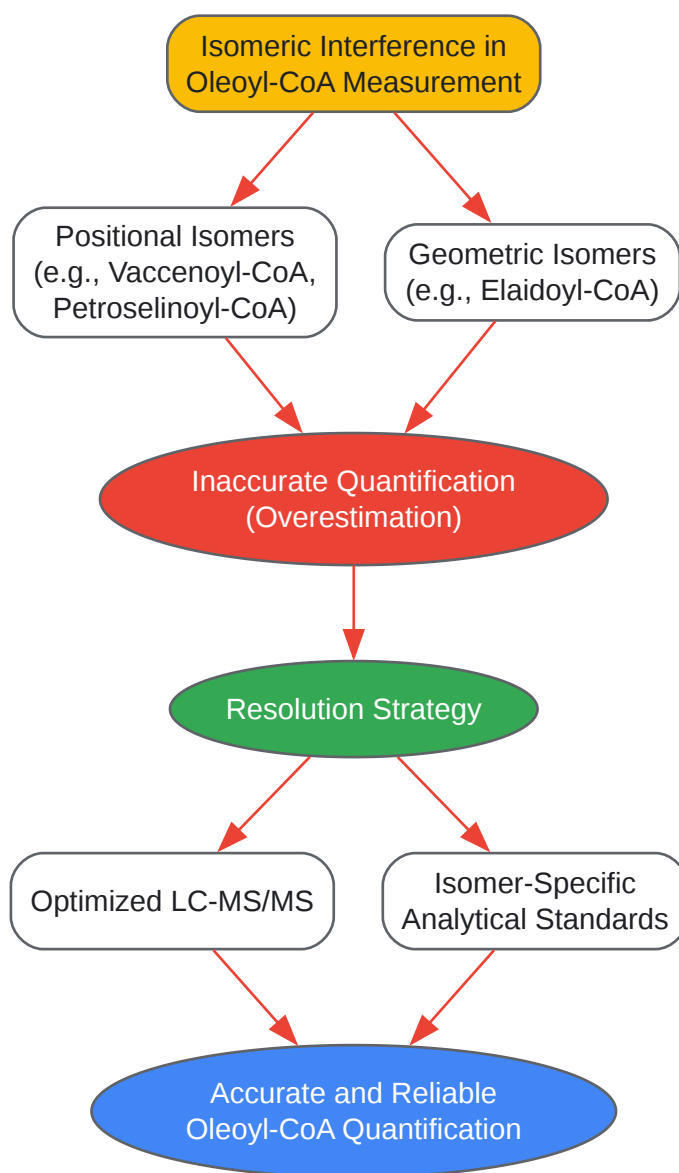 Isomeric Interference in
Oleoyl-CoA Measurement
Positional Isomers
(e.g., Vaccenoyl-CoA,
Petroselinoyl-CoA)
Geometric Isomers
(e.g., Elaidoyl-CoA)
Inaccurate Quantification
(Overestimation)
Resolution Strategy
Optimized LC-MS/MS
Isomer-Specific
Analytical Standards
Accurate and Reliable
Oleoyl-CoA Quantification